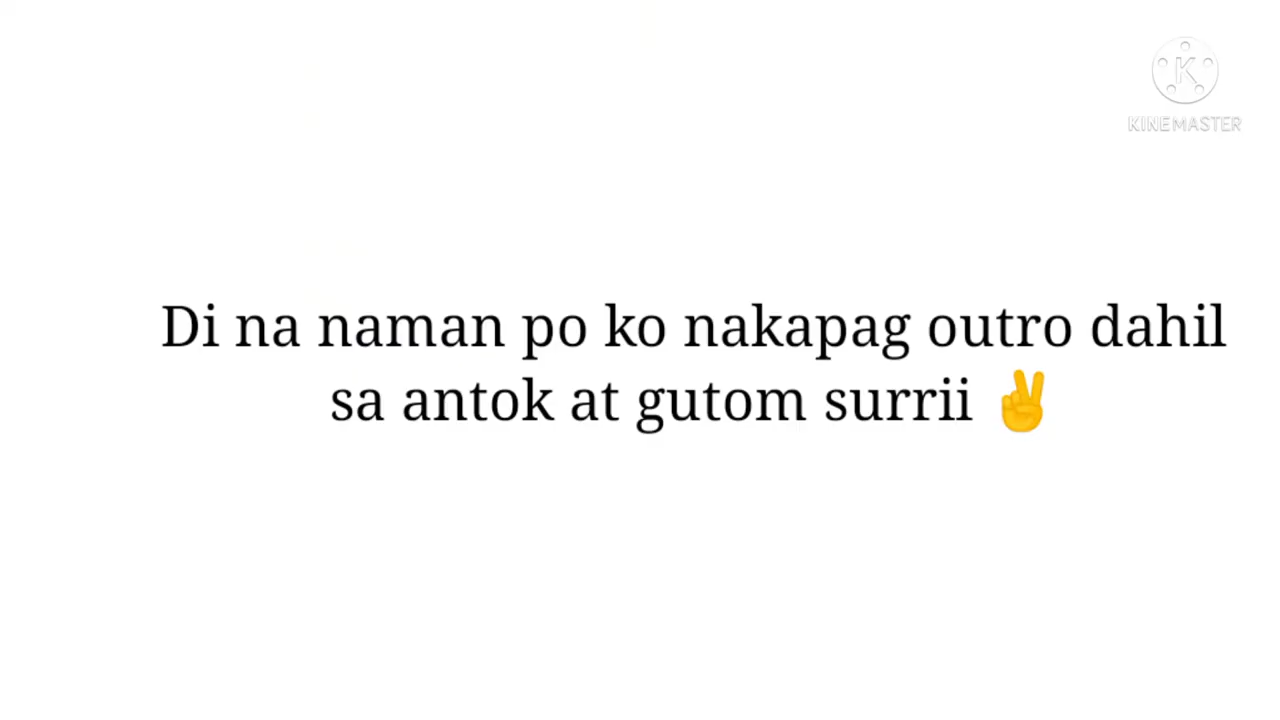 KINEMASTER
Di na naman po ko nakapag outro dahil
sa antok at gutom surrii ✌